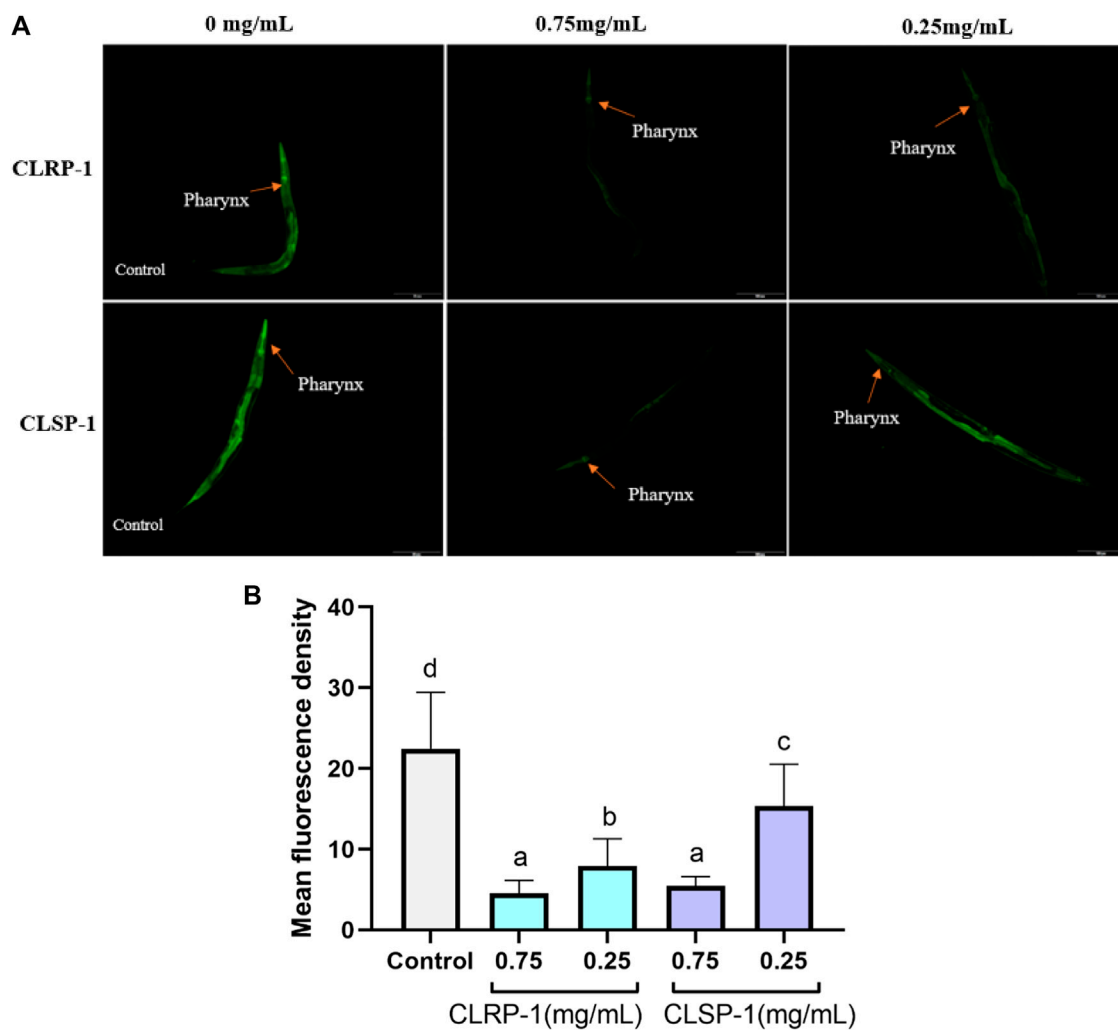 A
0 mg/mL
0.75mg/mL
0.25mg/mL
CLRP-1
Pharynx
Control
Pharynx
Pharynx
CLSP-1
Pharynx
Control
Pharynx
Pharynx
B
Mean fluorescence density
40
30
20
10
0
d
a
b
a
c
Control
0.75
0.25
0.75
0.25
CLRP-1(mg/mL)
CLSP-1(mg/mL)